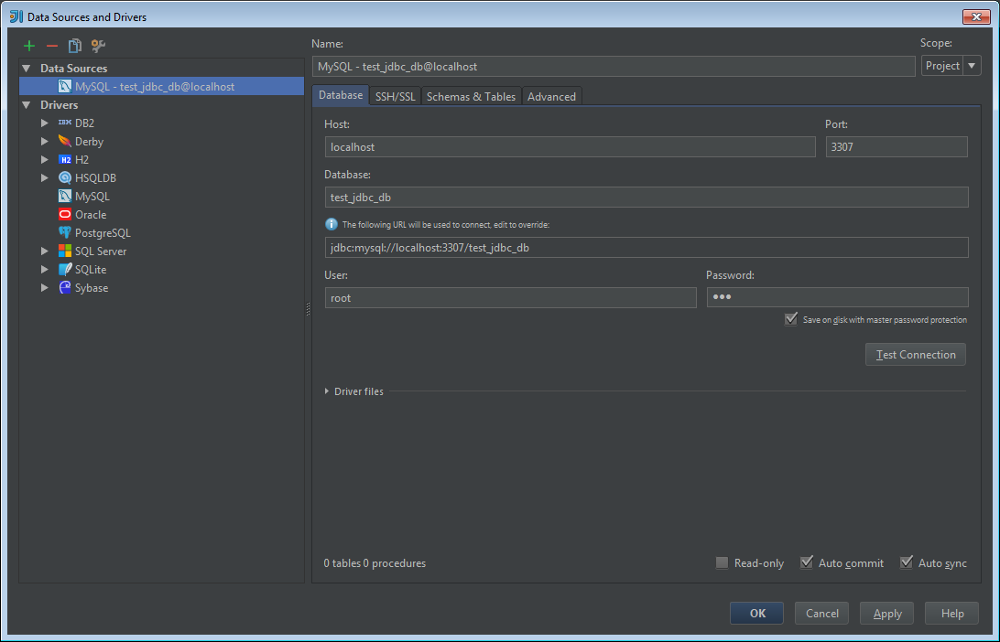 Data Sources and Drivers
Name:
Scope:
MySQL - test_jdbc_db@localhost
Project
Data Sources
MySQL - test_jdbc_db@localhost
Drivers
IBM DB2
Derby
H2 H2
HSQLDB
MySQL
Oracle
PostgreSQL
SQL Server
SQLite
Sybase
Database SSH/SSL Schemas & Tables Advanced
Host:
Port:
localhost
3307
Database:
test_jdbc_db
The following URL will be used to connect, edit to override:
jdbc:mysql://localhost:3307/test_jdbc_db
User:
Password:
root
•••
Save on disk with master password protection
Test Connection
Driver files
0 tables 0 procedures
Read-only Auto commit Auto sync
OK Cancel Apply Help